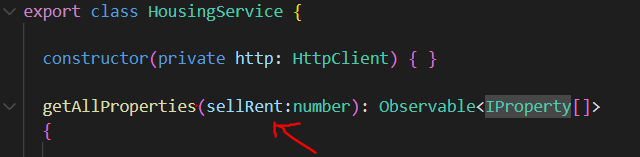 export class HousingService {
constructor(private http: HttpClient) { }
getAllProperties(sellRent:number): Observable<IProperty[]>
{